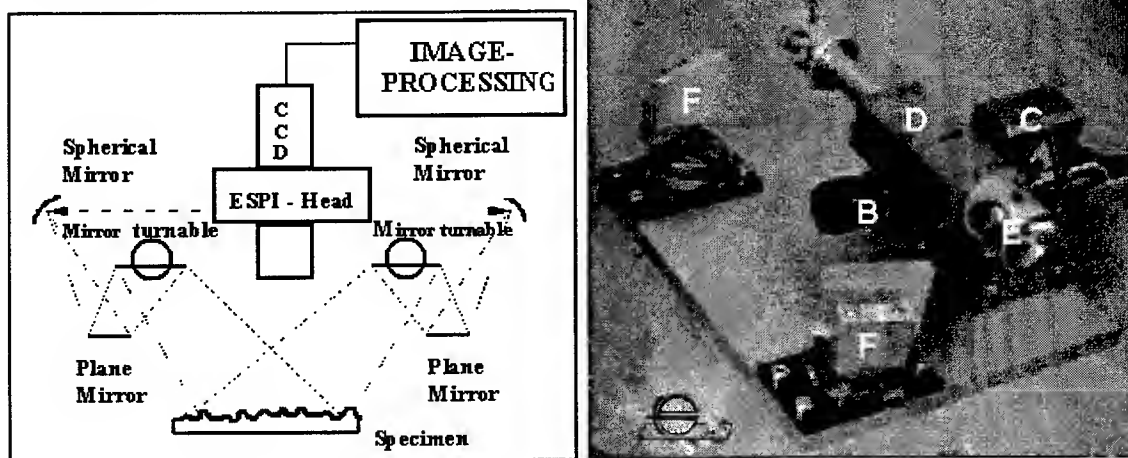 IMAGE-
PROCESSING
C
C
D
Spherical
Mirror
Spherical
Mirror
ESPI - Head
Mirror turnable
Mirror turnable
Plane
Mirror
Plane
Mirror
Specimen
F
D
C
B
E
F